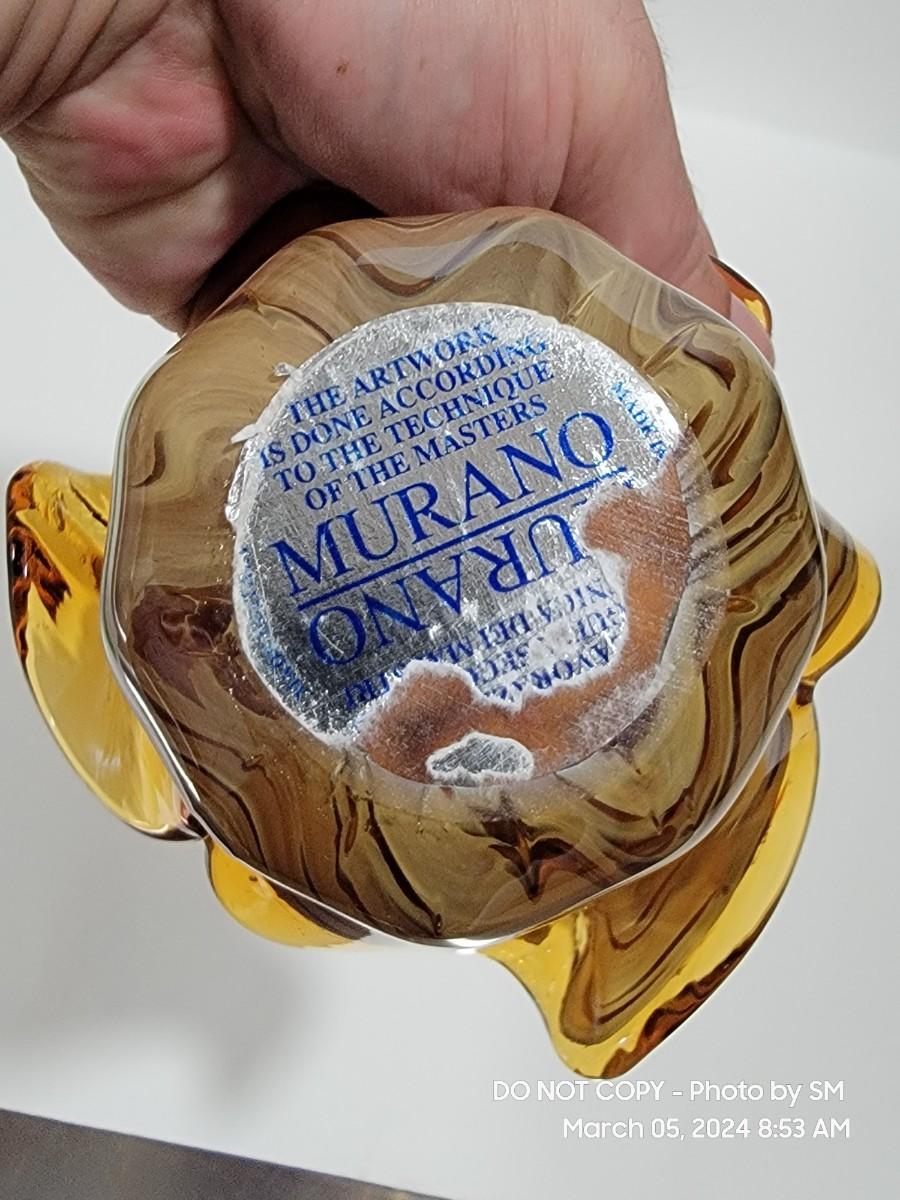 THE ARTWORK
IS DONE ACCORDING
TO THE TECHNIQUE
OF THE MASTERS
MURANO
URANO
DO NOT COPY - Photo by SM
March 05, 2024 8:53 AM